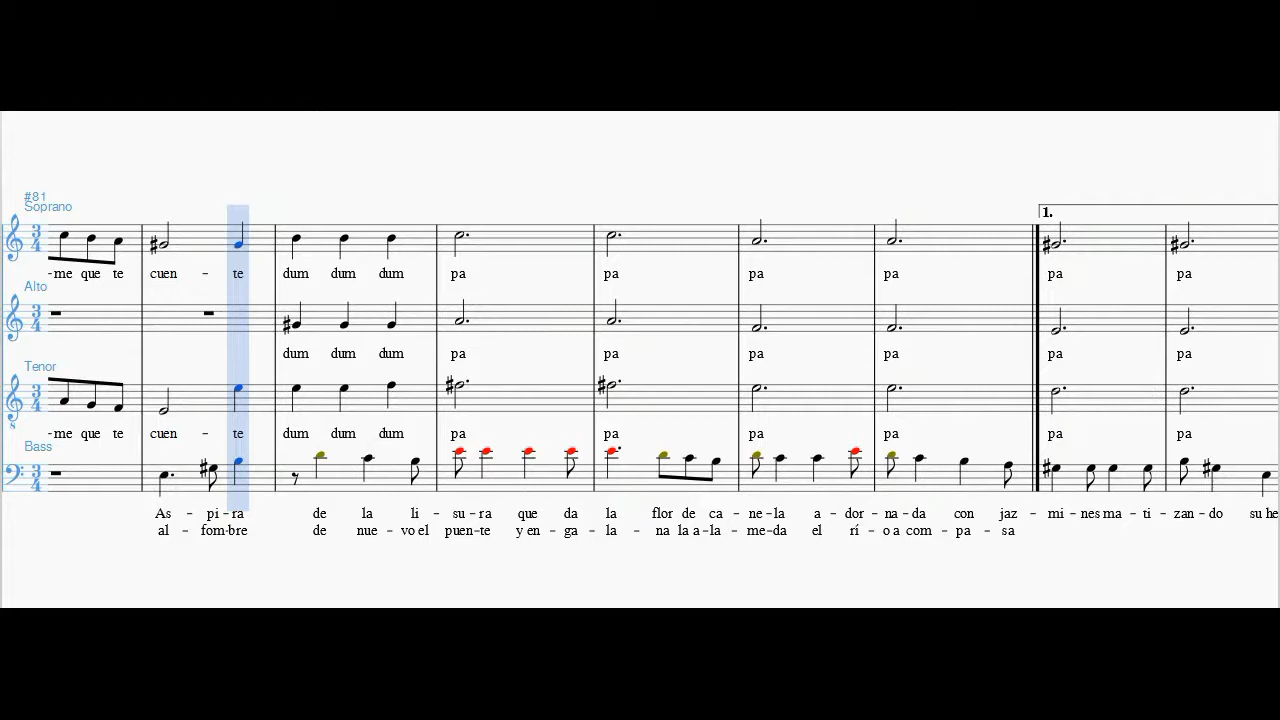 #81
Soprano
1.
-me que te cuen - te dum dum dum pa pa pa pa pa pa
Alto
dum dum dum pa pa pa pa pa pa
Tenor
-me que te cuen - te dum dum dum pa pa pa pa pa pa
Bass
As - pi - ra de la li - su - ra que da la flor de ca - ne - la a - dor - na - da con jaz - mi - nes ma - ti - zan - do su he
al - fom - bre de nue - vo el puen - te y en - ga - la - na la a - la - me - da el rí - o a com - pa - sa